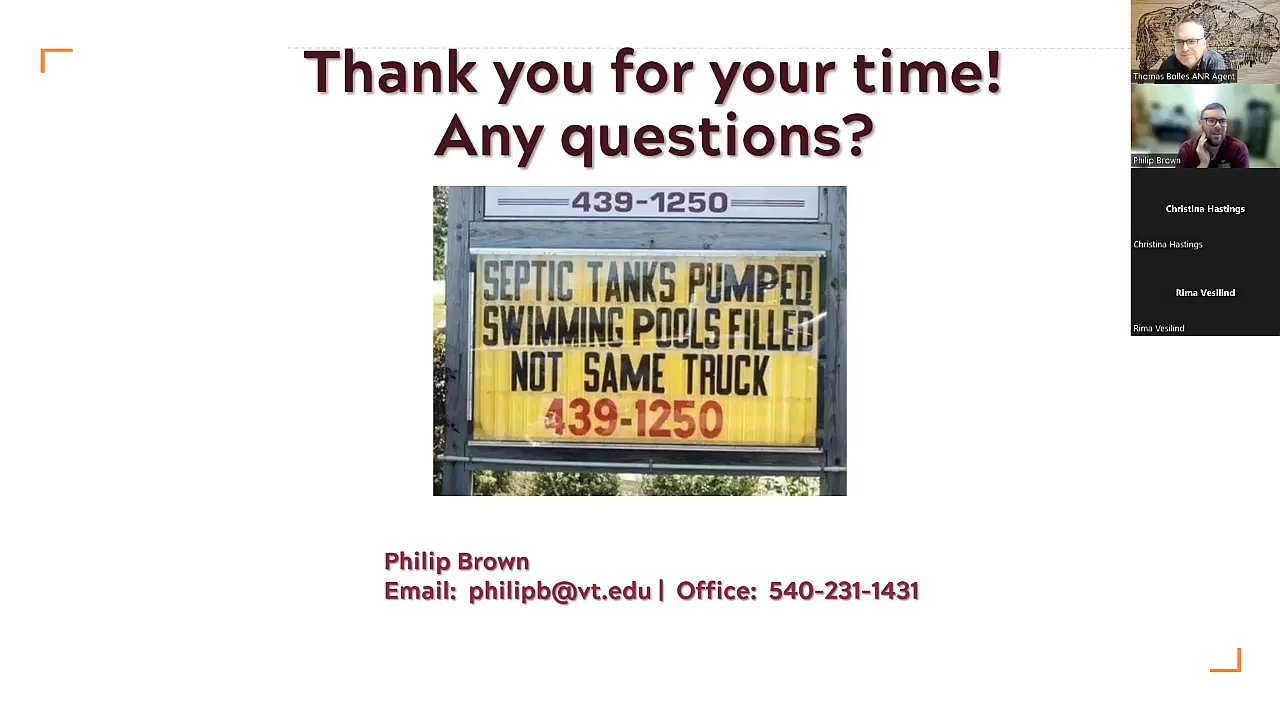 Thank you for your time!
Any questions?
439-1250
SEPTIC TANKS PUMPED
SWIMMING POOLS FILLED
NOT SAME TRUCK
439-1250
Philip Brown
Email: philipb@vt.edu | Office: 540-231-1431
Thomas Bolles ANR Agent
Philip Brown
Christina Hastings
Christina Hastings
Rima Vesilind
Rima Vesilind